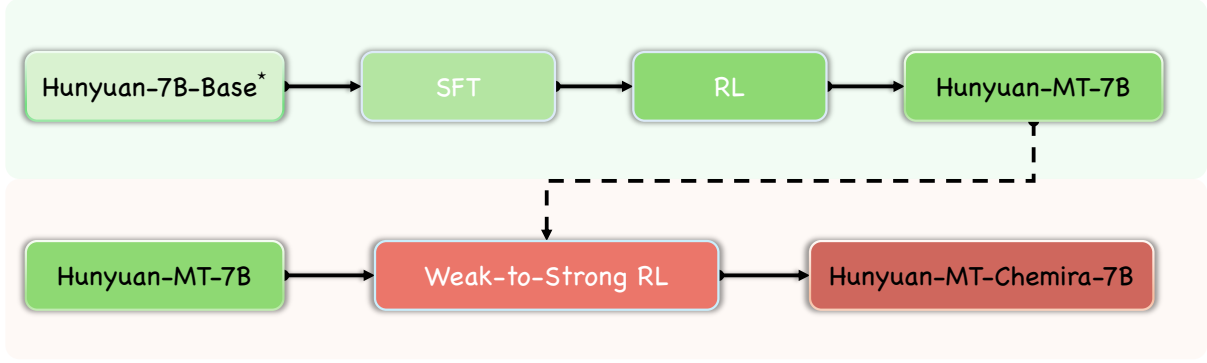 Hunyuan-7B-Base*
SFT
RL
Hunyuan-MT-7B
Hunyuan-MT-7B
Weak-to-Strong RL
Hunyuan-MT-Chemira-7B